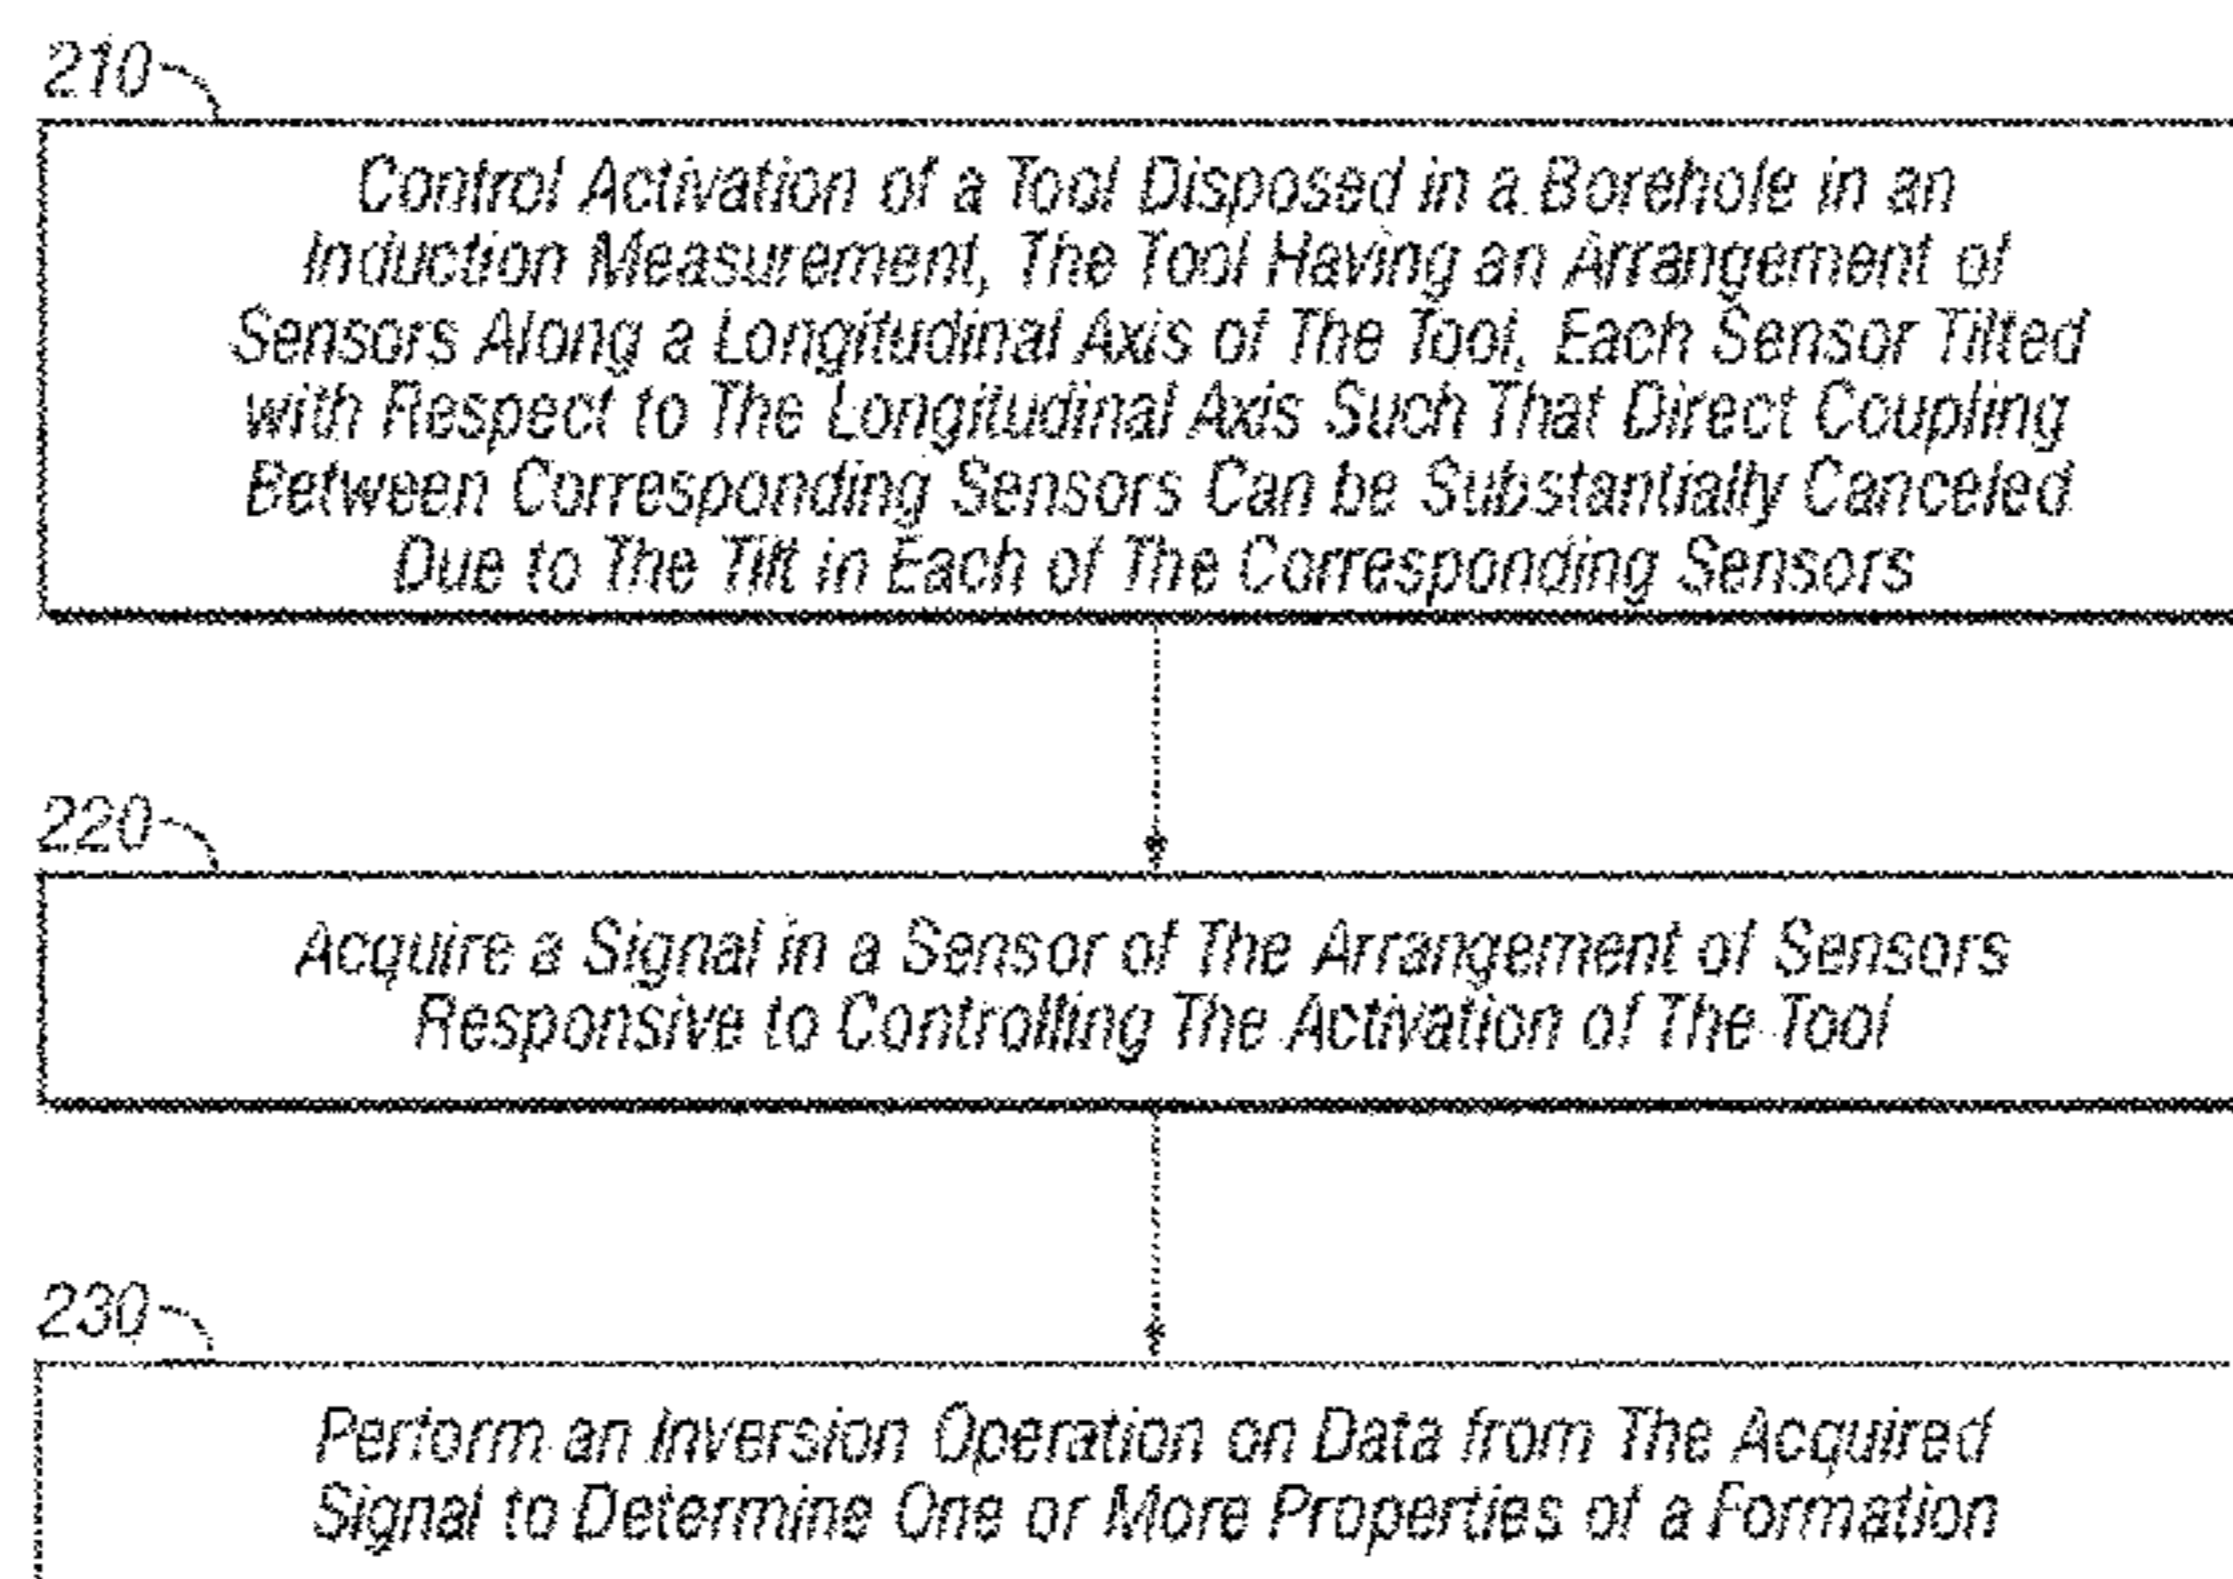 210
Control Activation of a Tool Disposed in a Borehole in an
Induction Measurement, The Tool Having an Arrangement of
Sensors Along a Longitudinal Axis of The Tool, Each Sensor Tilted
with Respect to The Longitudinal Axis Such That Direct Coupling
Between Corresponding Sensors Can be Substantially Canceled
Due to The Tilt in Each of The Corresponding Sensors
220
Acquire a Signal in a Sensor of The Arrangement of Sensors
Responsive to Controlling The Activation of The Tool
230
Perform an Inversion Operation on Data from The Acquired
Signal to Determine One or More Properties of a Formation